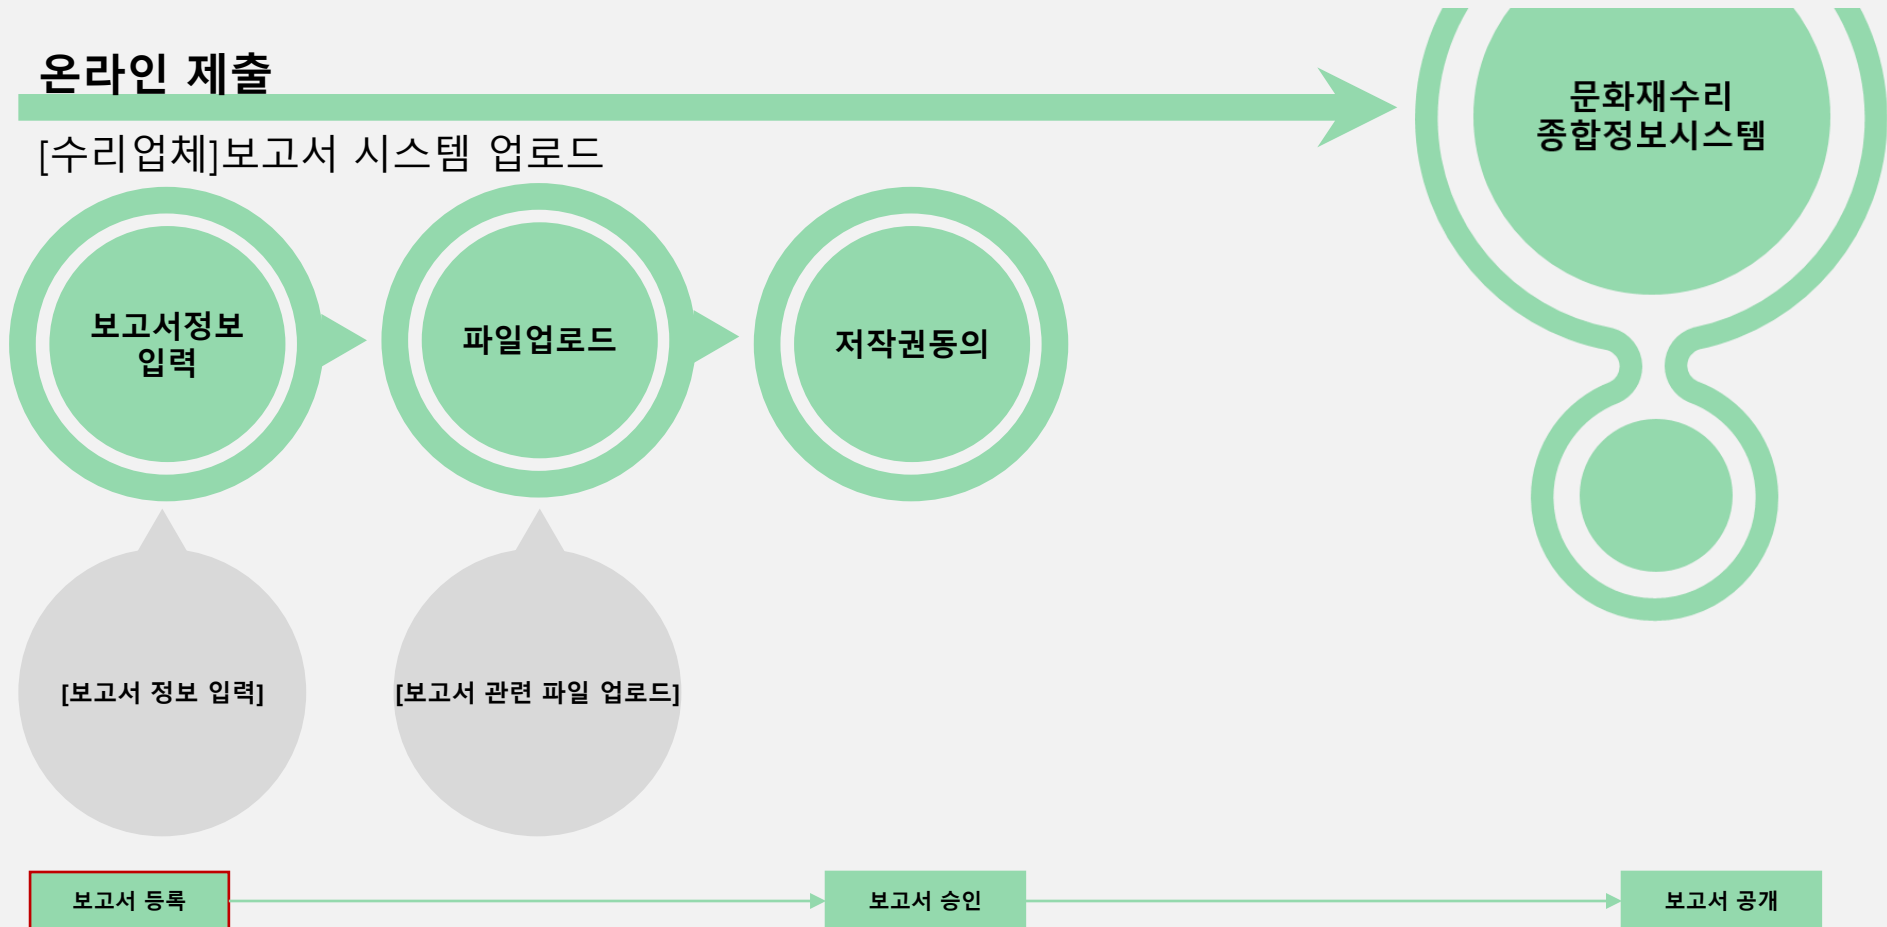 온라인 제출
[수리업체]보고서 시스템 업로드
문화재수리
종합정보시스템
보고서정보
입력
파일업로드
저작권동의
[보고서 정보 입력]
[보고서 관련 파일 업로드]
보고서 등록
보고서 승인
보고서 공개